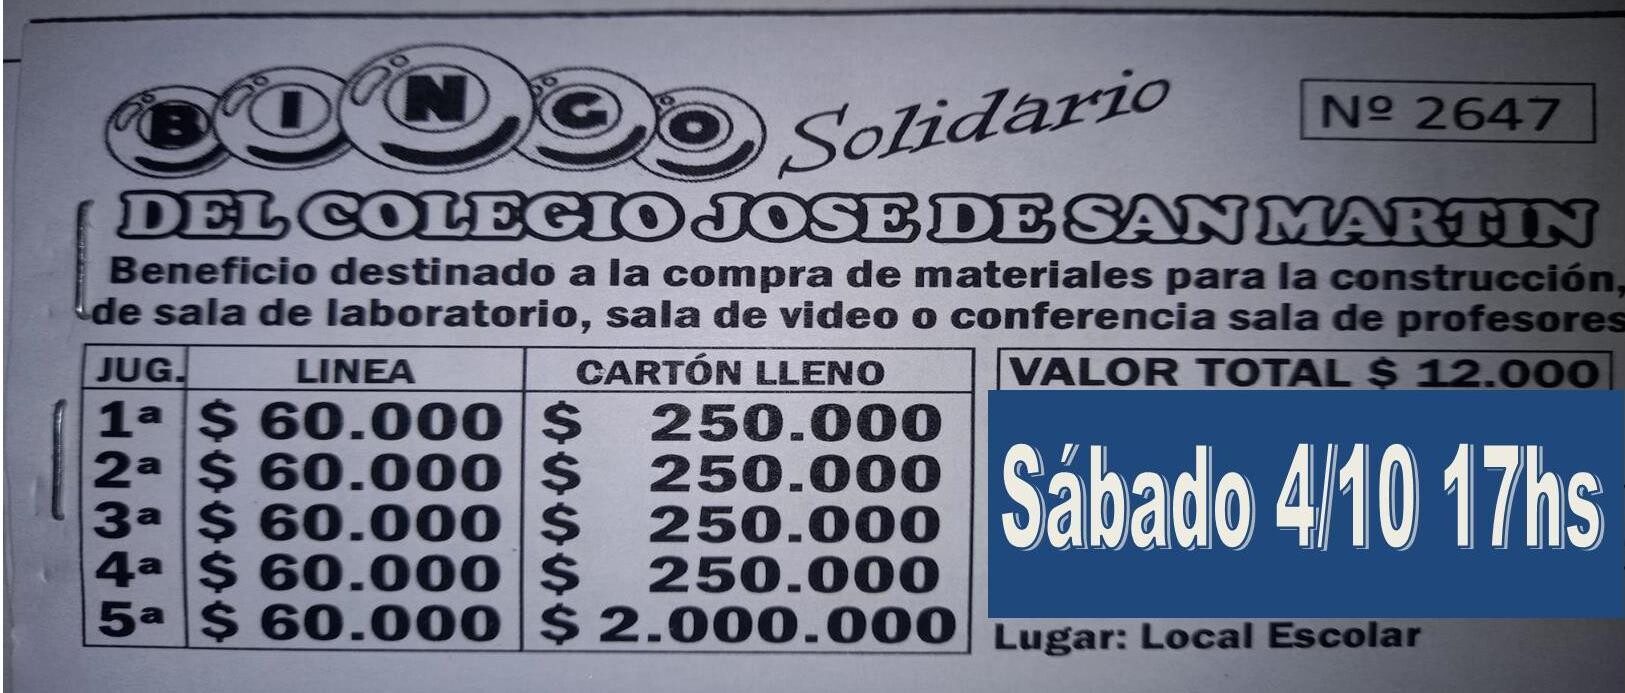 BINGO Solidario
Nº 2647
DEL COLEGIO JOSE DE SAN MARTIN
Beneficio destinado a la compra de materiales para la construcción,
de sala de laboratorio, sala de video o conferencia sala de profesores
JUG. LINEA CARTÓN LLENO
1ª $ 60.000 $ 250.000
2ª $ 60.000 $ 250.000
3ª $ 60.000 $ 250.000
4ª $ 60.000 $ 250.000
5ª $ 60.000 $ 2.000.000
VALOR TOTAL $ 12.000
Sábado 4/10 17hs
Lugar: Local Escolar